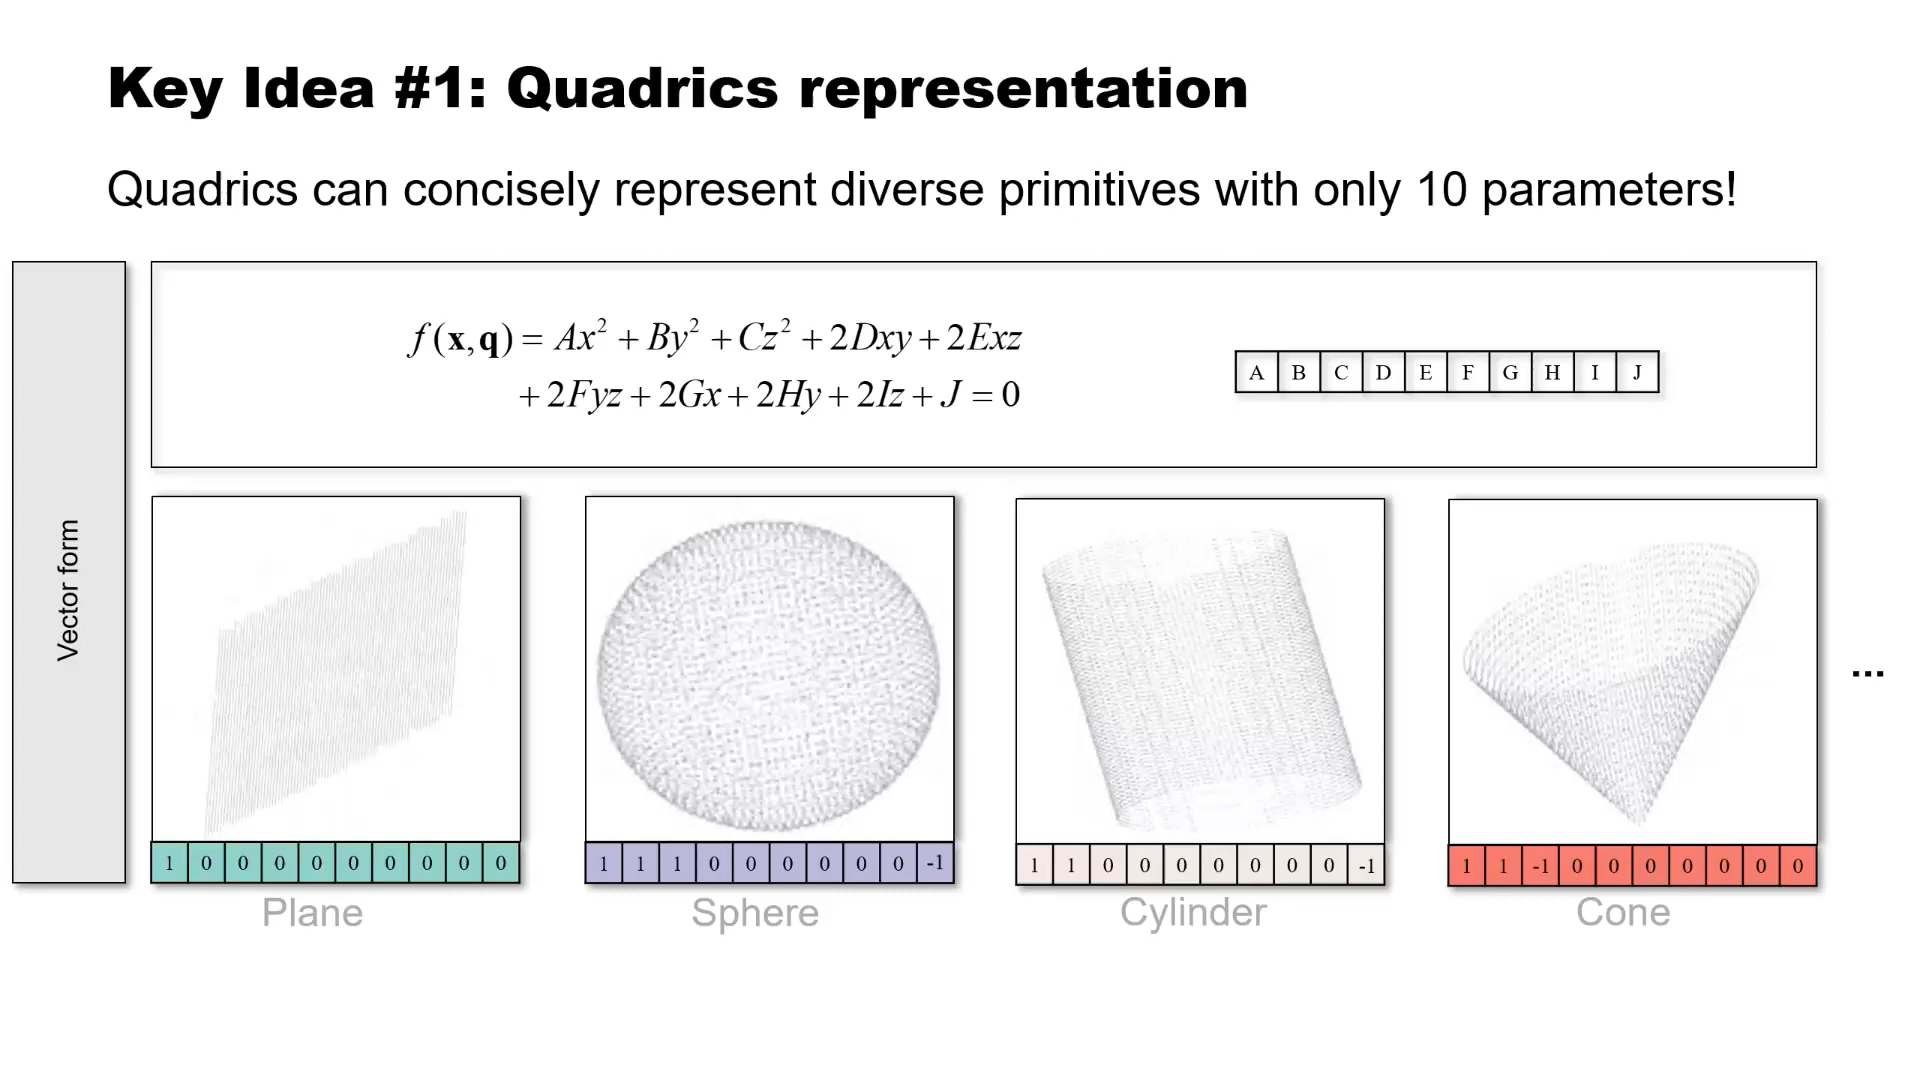 Key Idea #1: Quadrics representation
Quadrics can concisely represent diverse primitives with only 10 parameters!
Vector form
f(x,q) = Ax² + By² + Cz² + 2Dxy + 2Exz
+ 2Fyz + 2Gx + 2Hy + 2Iz + J = 0
A B C D E F G H I J
1 0 0 0 0 0 0 0 0 0
Plane
1 1 1 0 0 0 0 0 0 -1
Sphere
1 1 0 0 0 0 0 0 0 -1
Cylinder
1 1 -1 0 0 0 0 0 0 0
Cone
...